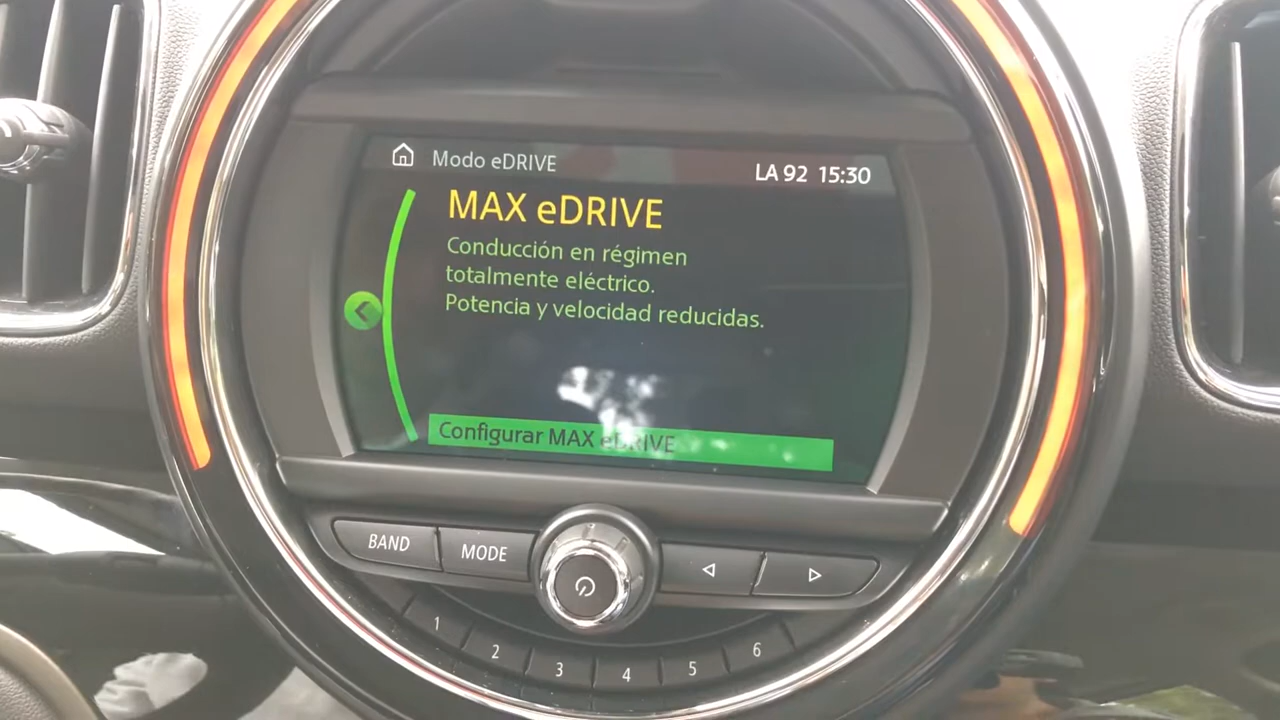 Modo eDRIVE
LA 92 15:30
MAX eDRIVE
Conducción en régimen
totalmente eléctrico.
Potencia y velocidad reducidas.
Configurar MAX eDRIVE
BAND
MODE
1
2
3
4
5
6